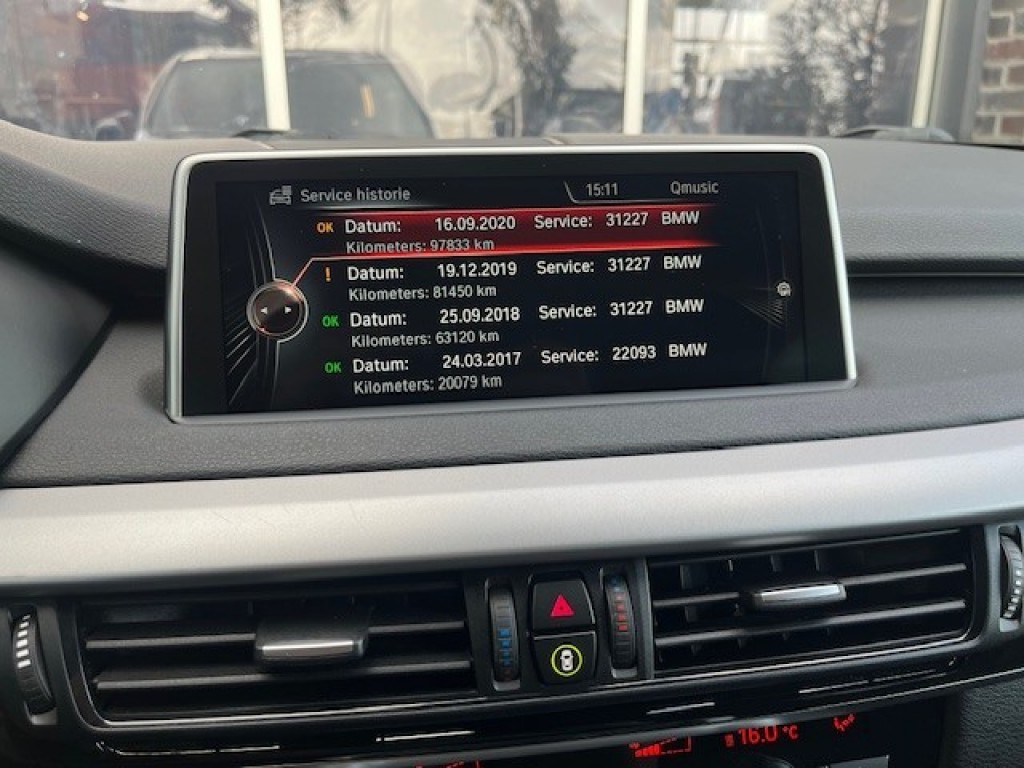 Service historie 15:11 Qmusic
OK Datum: 16.09.2020 Service: 31227 BMW
Kilometers: 97833 km
! Datum: 19.12.2019 Service: 31227 BMW
Kilometers: 81450 km
OK Datum: 25.09.2018 Service: 31227 BMW
Kilometers: 63120 km
OK Datum: 24.03.2017 Service: 22093 BMW
Kilometers: 20079 km
16.0 °C